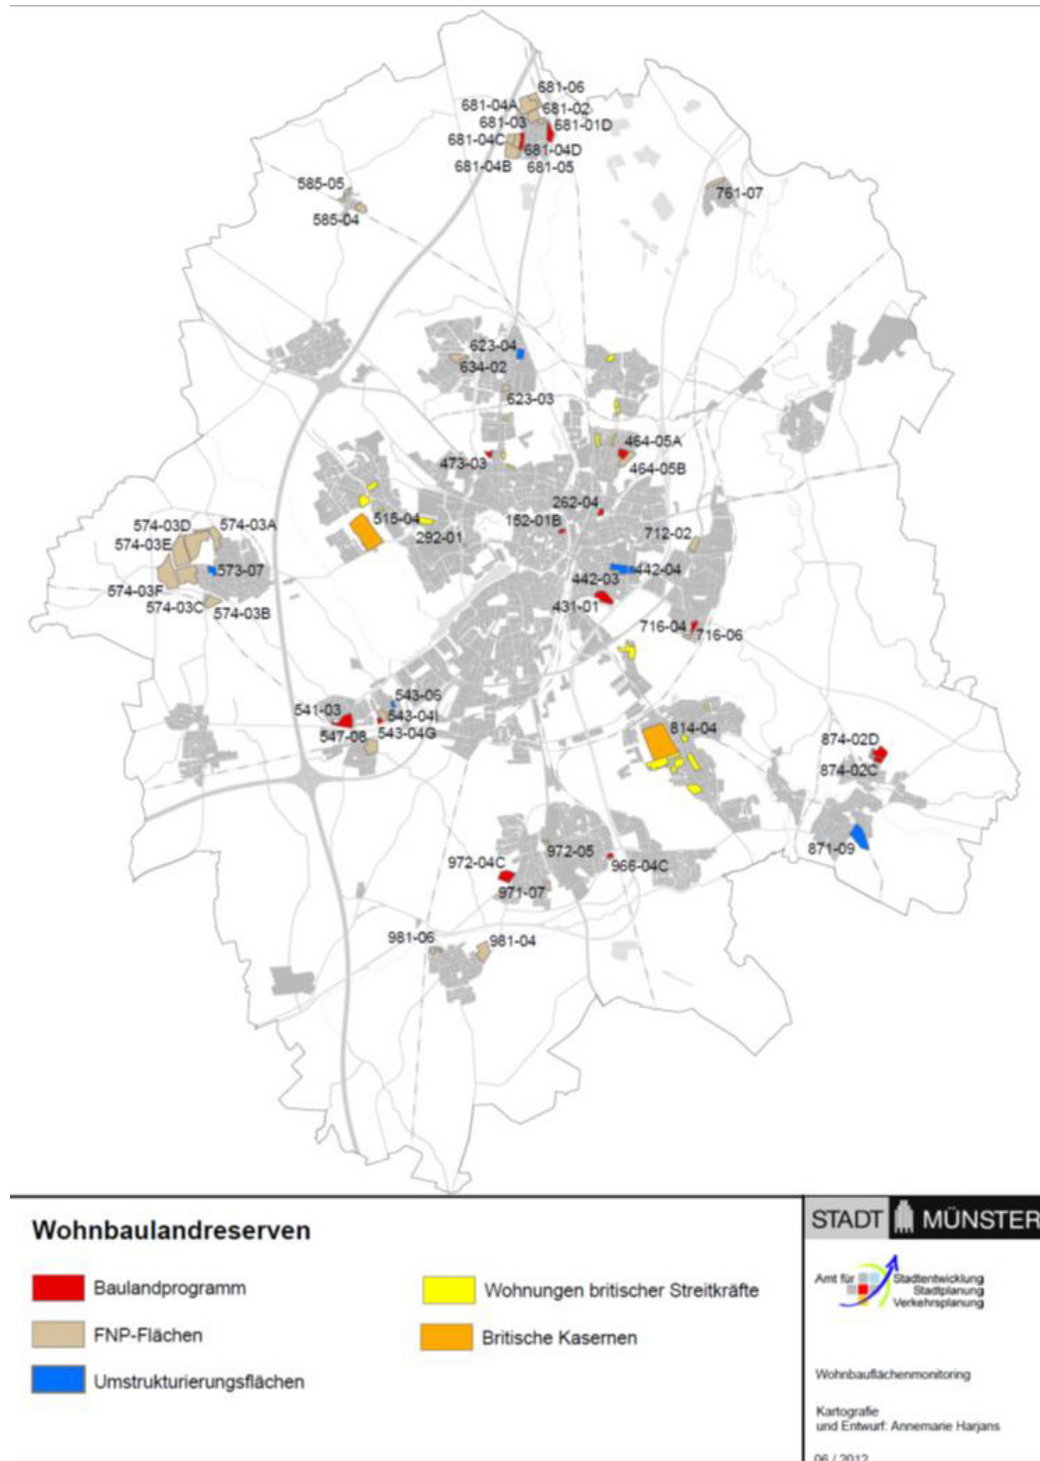 681-06
681-04A
681-02
681-03
681-01D
681-04C
681-04D
681-04B
681-05
585-05
585-04
761-07
623-04
634-02
623-03
473-03
464-05A
464-05B
262-04
152-01B
515-04
292-01
712-02
574-03D
574-03A
574-03E
573-07
574-03F
574-03C
574-03B
442-03
442-04
431-01
716-04
716-06
543-06
541-03
543-04I
547-08
543-04G
814-04
874-02D
874-02C
871-09
972-04C
972-05
966-04C
971-07
981-06
981-04
Wohnbaulandreserven
Baulandprogramm
FNP-Flächen
Umstrukturierungsflächen
Wohnungen britischer Streitkräfte
Britische Kasernen
STADT MÜNSTER
Amt für Stadtentwicklung
Stadtplanung
Verkehrsplanung
Wohnbauflächenmonitoring
Kartografie
und Entwurf: Annemarie Harjans
06 / 2012